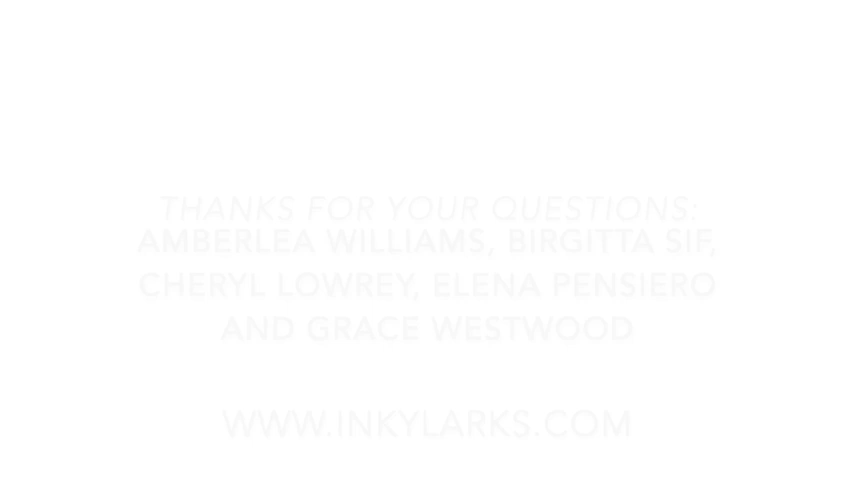 THANKS FOR YOUR QUESTIONS:
AMBERLEA WILLIAMS, BIRGITTA SIF,
CHERYL LOWREY, ELENA PENSIERO
AND GRACE WESTWOOD
WWW.INKYLARKS.COM